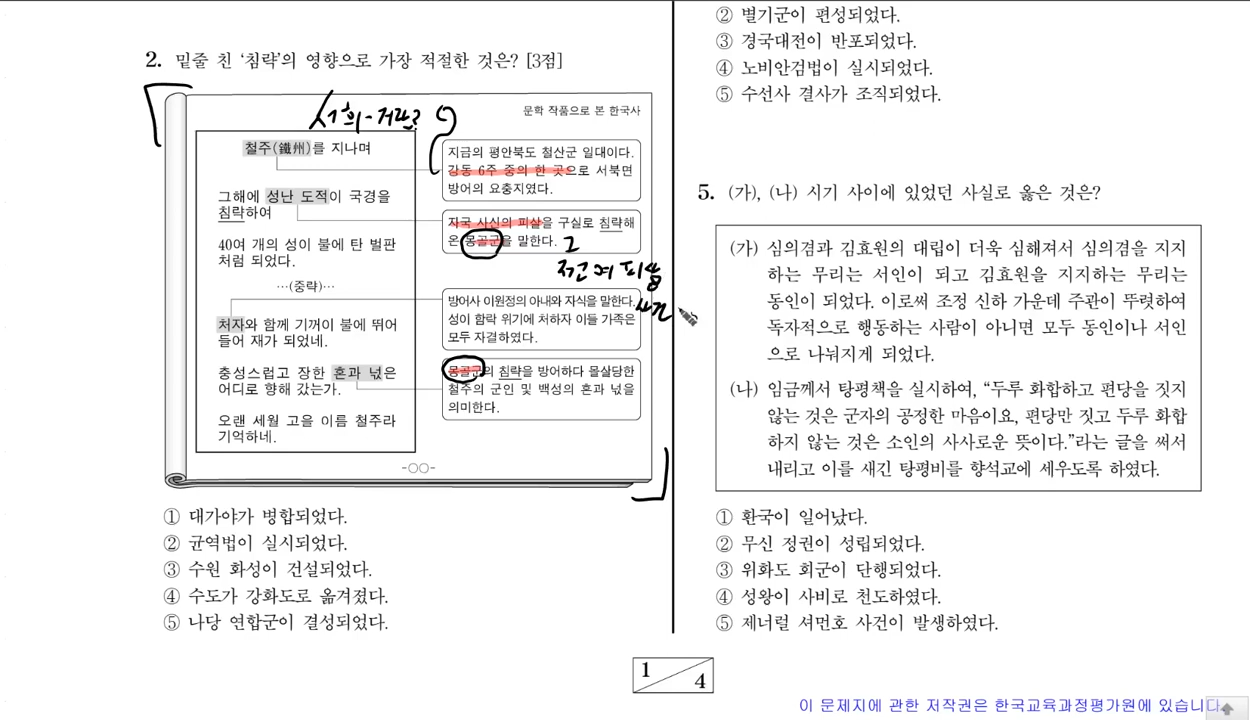 2. 밑줄 친 ‘침략’의 영향으로 가장 적절한 것은? [3점]
서희-거란?
문학 작품으로 본 한국사
철주(鐵州)를 지나며
그해에 성난 도적이 국경을
침략하여
40여 개의 성이 불에 탄 벌판
처럼 되었다.
…(중략)…
처자와 함께 기꺼이 불에 뛰어
들어 재가 되었네.
충성스럽고 장한 혼과 넋은
어디로 향해 갔는가.
오랜 세월 고을 이름 철주라
기억하네.
지금의 평안북도 철산군 일대이다.
강동 6주 중의 한 곳으로 서북면
방어의 요충지였다.
자국 사신의 피살을 구실로 침략해
온 몽골군을 말한다.
저고여 피살
사건
방어사 이원정의 아내와 자식을 말한다.
성이 함락 위기에 처하자 이들 가족은
모두 자결하였다.
몽골군의 침략을 방어하다 몰살당한
철주의 군인 및 백성의 혼과 넋을
의미한다.
-○○-
① 대가야가 병합되었다.
② 균역법이 실시되었다.
③ 수원 화성이 건설되었다.
④ 수도가 강화도로 옮겨졌다.
⑤ 나당 연합군이 결성되었다.
② 별기군이 편성되었다.
③ 경국대전이 반포되었다.
④ 노비안검법이 실시되었다.
⑤ 수선사 결사가 조직되었다.
5. (가), (나) 시기 사이에 있었던 사실로 옳은 것은?
(가) 심의겸과 김효원의 대립이 더욱 심해져서 심의겸을 지지
하는 무리는 서인이 되고 김효원을 지지하는 무리는
동인이 되었다. 이로써 조정 신하 가운데 주관이 뚜렷하여
독자적으로 행동하는 사람이 아니면 모두 동인이나 서인
으로 나눠지게 되었다.
(나) 임금께서 탕평책을 실시하여, “두루 화합하고 편당을 짓지
않는 것은 군자의 공정한 마음이요, 편당만 짓고 두루 화합
하지 않는 것은 소인의 사사로운 뜻이다.”라는 글을 써서
내리고 이를 새긴 탕평비를 향석교에 세우도록 하였다.
① 환국이 일어났다.
② 무신 정권이 성립되었다.
③ 위화도 회군이 단행되었다.
④ 성왕이 사비로 천도하였다.
⑤ 제너럴 셔먼호 사건이 발생하였다.
1
4
이 문제지에 관한 저작권은 한국교육과정평가원에 있습니다.